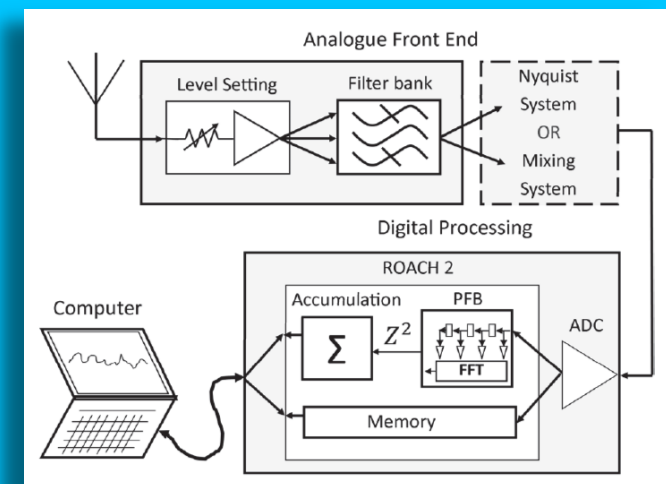 Analogue Front End
Level Setting
Filter bank
Nyquist
System
OR
Mixing
System
Digital Processing
ROACH 2
Computer
Accumulation
PFB
ADC
Σ
Z²
FFT
Memory